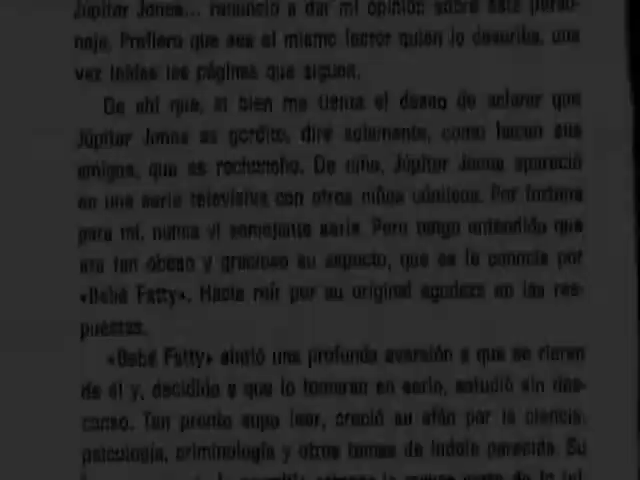 Júpiter Jones... renuncio a dar mi opinión sobre este perso-
naje. Prefiero que sea el mismo lector quien lo describa, una
vez leídas las páginas que siguen.
De ahí que, si bien me tienta el deseo de aclarar que
Júpiter Jones es gordito, diré solamente, como hacen sus
amigos, que es rechoncho. De niño, Júpiter Jones apareció
en una serie televisiva con otros niños cómicos. Por fortuna
para mí, nunca vi semejante serie. Pero tengo entendido que
era tan obeso y gracioso su aspecto, que se le conocía por
«Bebé Fatty». Hacía reír por su original agudeza en las res-
puestas.
«Bebé Fatty» sintió una profunda aversión a que se rieran
de él y, decidido a que lo tomaran en serio, estudió sin des-
canso. Tan pronto supo leer, creció su afán por la ciencia,
psicología, criminología y otros temas de índole parecida. Su